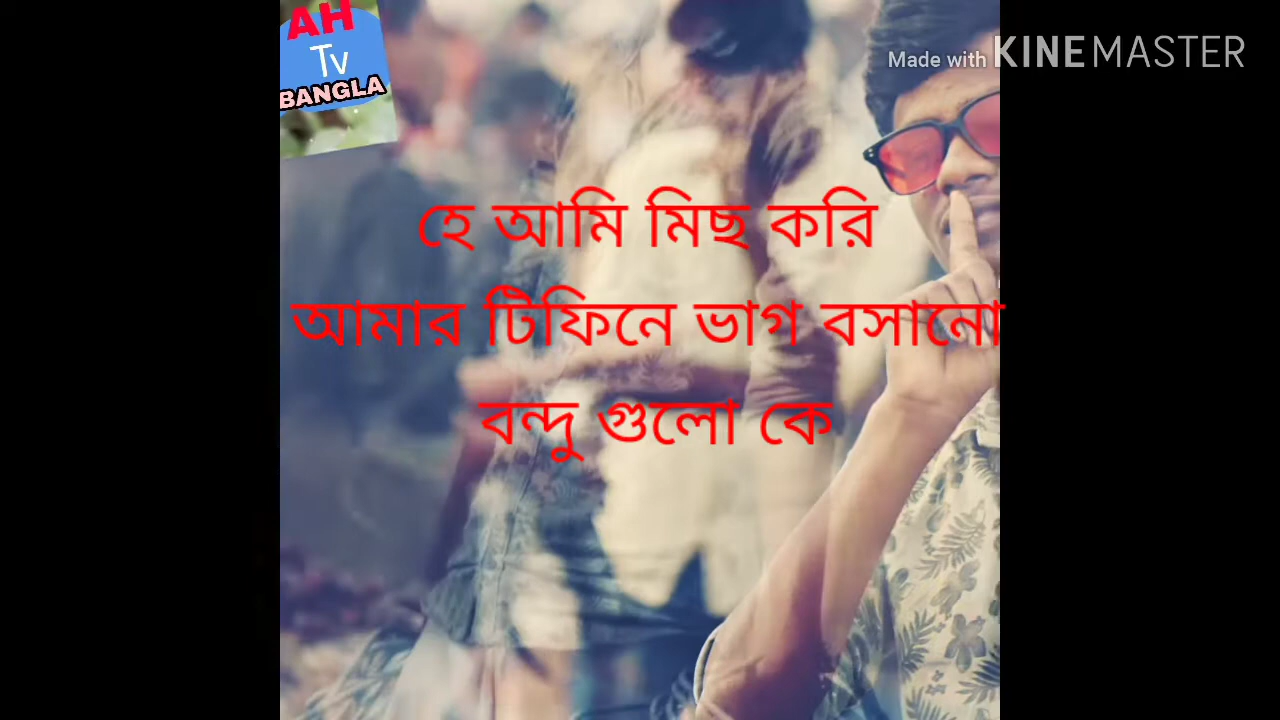 AH
Tv
BANGLA
Made with KINEMASTER
হে আমি মিছ করি
আমার টিফিনে ভাগ বসানো
বন্দু গুলো কে